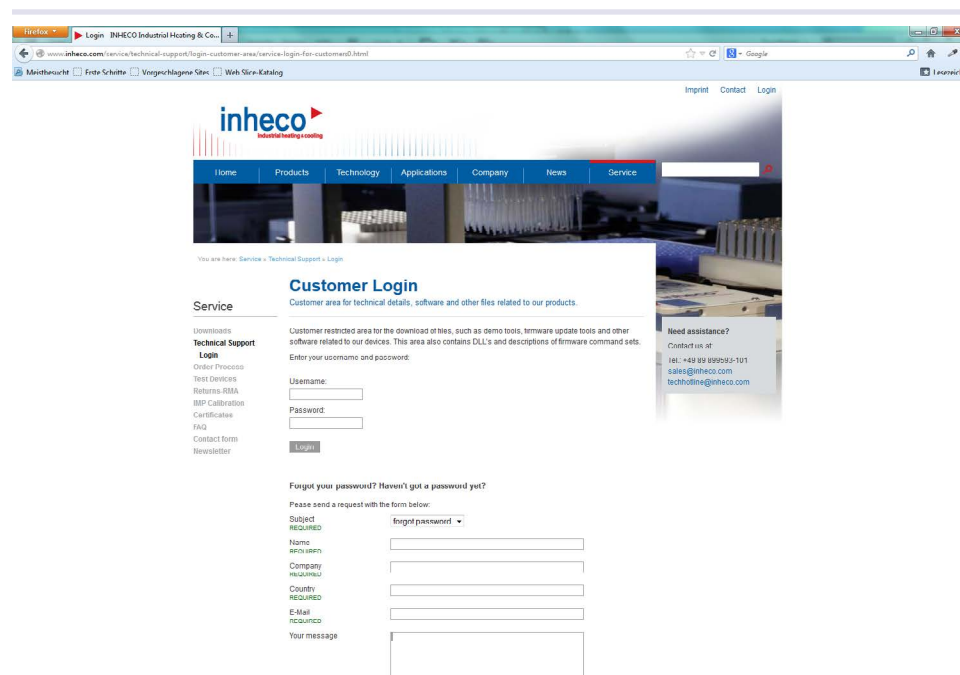 Firefox
Login INHECO Industrial Heating & Co...
www.inheco.com/service/technical-support/login-customer-area/service-login-for-customers0.html
Google
Meistbesucht Erste Schritte Vorgeschlagene Sites Web Slice-Katalog
Imprint Contact Login
inheco
industrial heating & cooling
Home Products Technology Applications Company News Service
You are here: Service » Technical Support » Login
Customer Login
Customer area for technical details, software and other files related to our products.
Service
Downloads
Technical Support
Login
Order Process
Test Devices
Returns-RMA
IMP Calibration
Certificates
FAQ
Contact form
Newsletter
Customer restricted area for the download of files, such as demo tools, firmware update tools and other
software related to our devices. This area also contains DLL's and descriptions of firmware command sets.
Enter your username and password:
Username:
Password:
Login
Need assistance?
Contact us at:
Tel.: +49 89 899593-101
sales@inheco.com
techhotline@inheco.com
Forgot your password? Haven't got a password yet?
Pease send a request with the form below:
Subject
REQUIRED
forgot password
Name
REQUIRED
Company
REQUIRED
Country
REQUIRED
E-Mail
REQUIRED
Your message